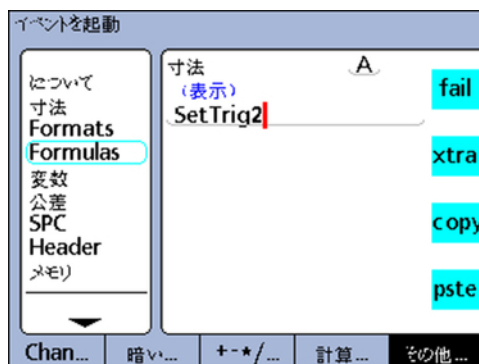 イベントを起動
について
寸法
Formats
Formulas
変数
公差
SPC
Header
メモリ
寸法
A
（表示）
SetTrig2
fail
xtra
copy
pste
Chan...
暗い...
+-*/...
計算...
その他...